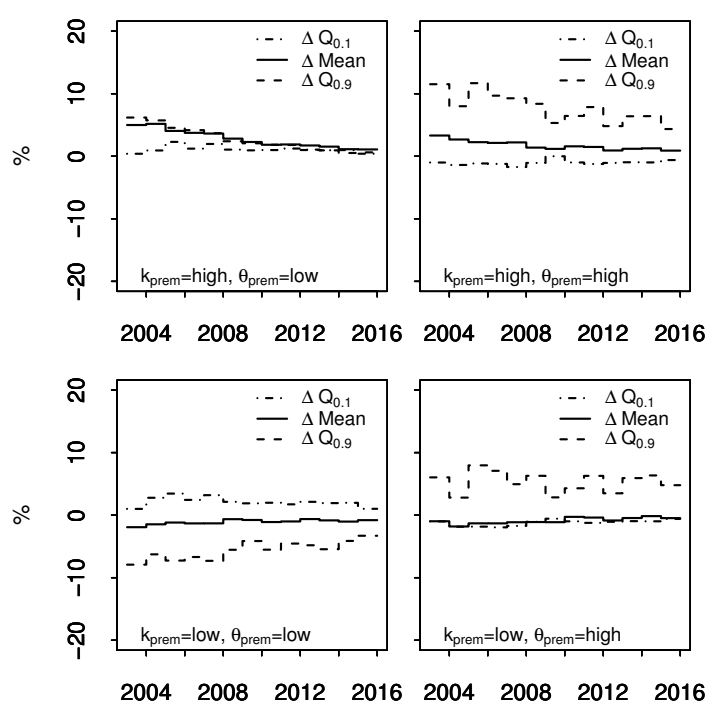 Δ Q0.1
Δ Mean
Δ Q0.9
%
20
10
0
−10
−20
kprem=high, θprem=low
2004 2008 2012 2016
Δ Q0.1
Δ Mean
Δ Q0.9
kprem=high, θprem=high
2004 2008 2012 2016
Δ Q0.1
Δ Mean
Δ Q0.9
%
20
10
0
−10
−20
kprem=low, θprem=low
2004 2008 2012 2016
Δ Q0.1
Δ Mean
Δ Q0.9
kprem=low, θprem=high
2004 2008 2012 2016